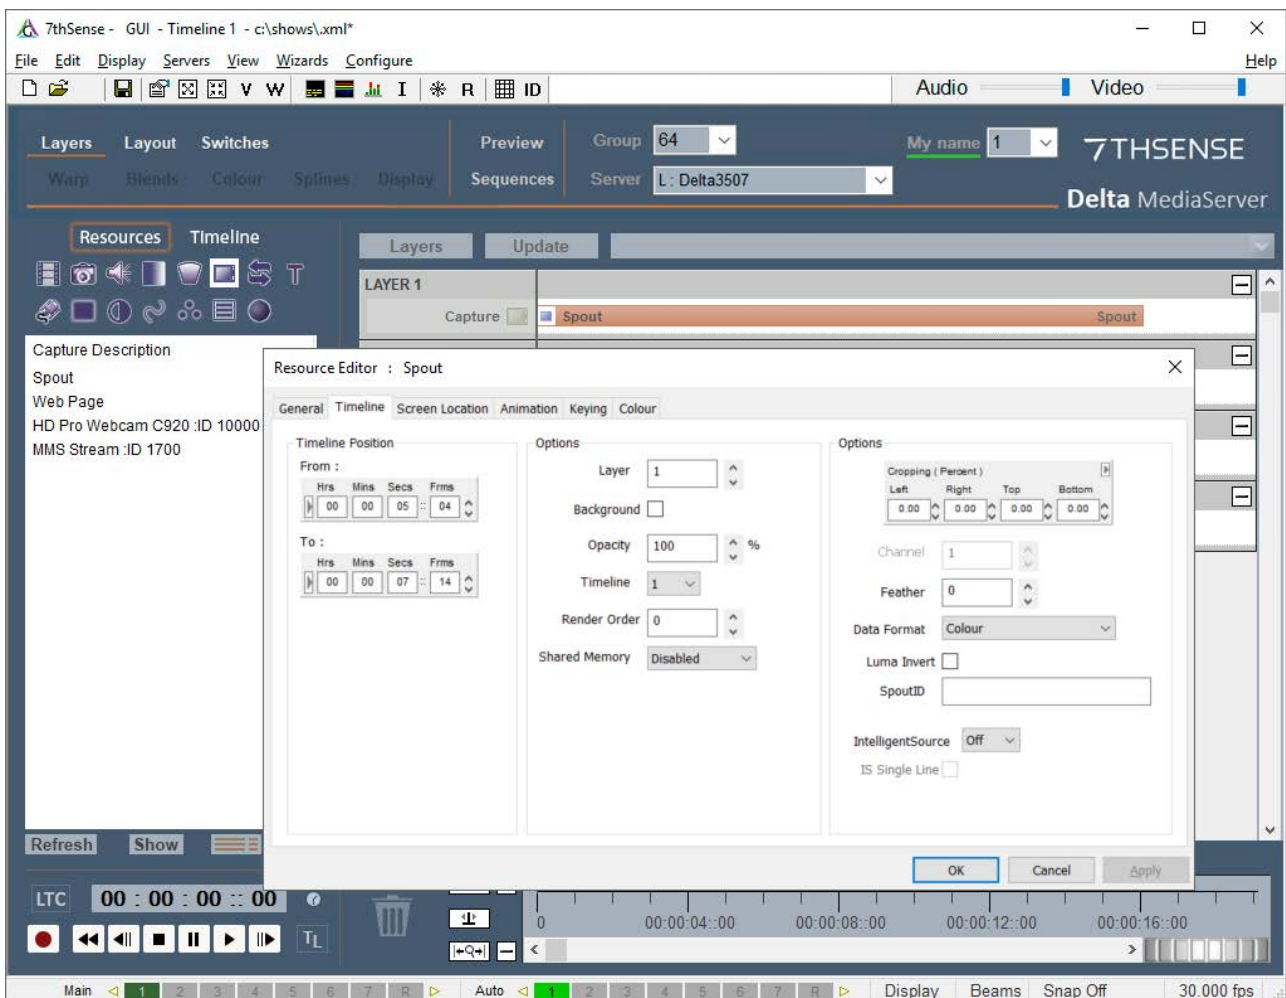 7thSense - GUI - Timeline 1 - c:\shows\.xml*
File Edit Display Servers View Wizards Configure Help
V W I R ID Audio Video
Layers Layout Switches Preview Group 64 My name 1 7THSENSE
Warp Blends Colour Splines Display Sequences Server L : Delta3507 Delta MediaServer
Resources Timeline Layers Update
T
LAYER 1
Capture Spout Spout
Capture Description
Spout
Web Page
HD Pro Webcam C920 :ID 10000
MMS Stream :ID 1700
Resource Editor : Spout
General Timeline Screen Location Animation Keying Colour
Timeline Position
From :
Hrs Mins Secs Frms
00 00 05 :: 04
To :
Hrs Mins Secs Frms
00 00 07 :: 14
Options
Layer 1
Background
Opacity 100 %
Timeline 1
Render Order 0
Shared Memory Disabled
Options
Cropping ( Percent )
Left Right Top Bottom
0.00 0.00 0.00 0.00
Channel 1
Feather 0
Data Format Colour
Luma Invert
SpoutID
IntelligentSource Off
IS Single Line
OK Cancel Apply
Refresh Show
LTC 00 : 00 : 00 :: 00
TL
0 00:00:04::00 00:00:08::00 00:00:12::00 00:00:16::00
Main 1 2 3 4 5 6 7 R Auto 1 2 3 4 5 6 7 R Display Beams Snap Off 30.000 fps